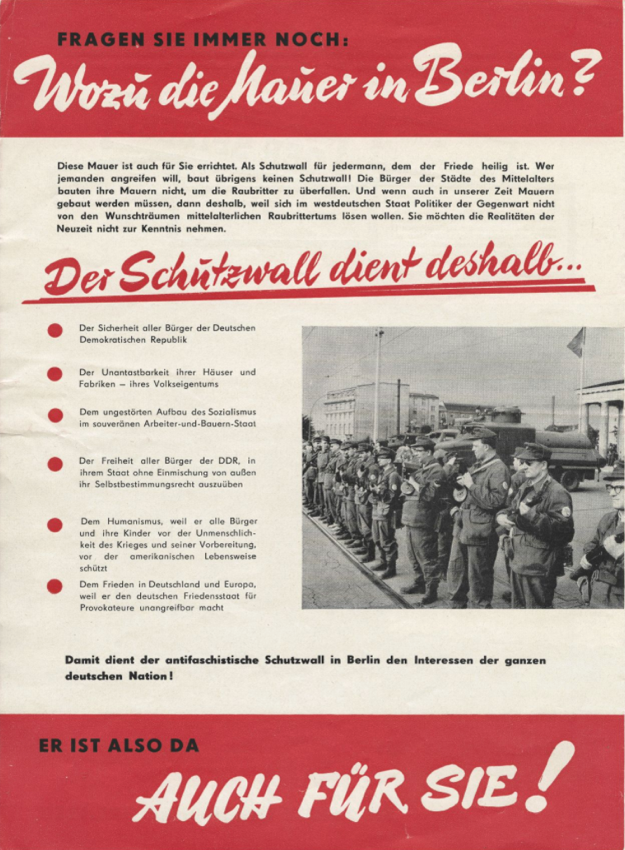 FRAGEN SIE IMMER NOCH:
Wozu die Mauer in Berlin?
Diese Mauer ist auch für Sie errichtet. Als Schutzwall für jedermann, dem der Friede heilig ist. Wer
jemanden angreifen will, baut übrigens keinen Schutzwall! Die Bürger der Städte des Mittelalters
bauten ihre Mauern nicht, um die Raubritter zu überfallen. Und wenn auch in unserer Zeit Mauern
gebaut werden müssen, dann deshalb, weil sich im westdeutschen Staat Politiker der Gegenwart nicht
von den Wunschträumen mittelalterlichen Raubrittertums lösen wollen. Sie möchten die Realitäten der
Neuzeit nicht zur Kenntnis nehmen.
Der Schutzwall dient deshalb...
Der Sicherheit aller Bürger der Deutschen
Demokratischen Republik
Der Unantastbarkeit ihrer Häuser und
Fabriken – ihres Volkseigentums
Dem ungestörten Aufbau des Sozialismus
im souveränen Arbeiter-und-Bauern-Staat
Der Freiheit aller Bürger der DDR, in
ihrem Staat ohne Einmischung von außen
ihr Selbstbestimmungsrecht auszuüben
Dem Humanismus, weil er alle Bürger
und ihre Kinder vor der Unmenschlich-
keit des Krieges und seiner Vorbereitung,
vor der amerikanischen Lebensweise
schützt
Dem Frieden in Deutschland und Europa,
weil er den deutschen Friedensstaat für
Provokateure unangreifbar macht
Damit dient der antifaschistische Schutzwall in Berlin den Interessen der ganzen
deutschen Nation!
ER IST ALSO DA
AUCH FÜR SIE!